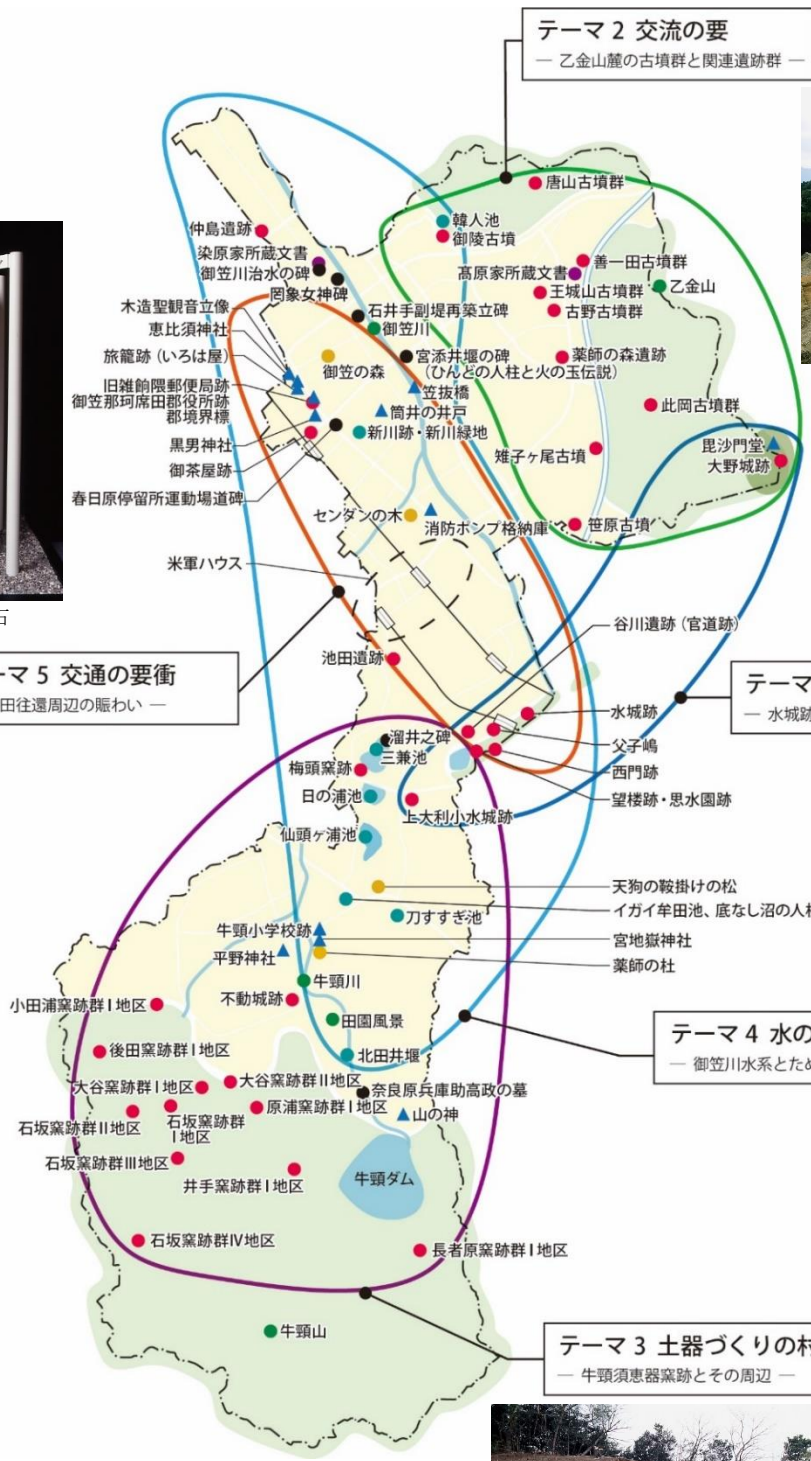 テーマ 2 交流の要
― 乙金山麓の古墳群と関連遺跡群 ―
唐山古墳群
韓人池
御陵古墳
仲島遺跡
染原家所蔵文書
御笠川治水の碑
罔象女神碑
善一田古墳群
髙原家所蔵文書
乙金山
王城山古墳群
古野古墳群
木造聖観音立像
恵比須神社
旅籠跡（いろは屋）
旧雑餉隈郵便局跡
御笠那珂席田郡役所跡
郡境界標
黒男神社
御茶屋跡
春日原停留所運動場道碑
石井手副堤再築立碑
御笠川
御笠の森
宮添井堰の碑
（ひんどの人柱と火の玉伝説）
笠抜橋
筒井の井戸
新川跡・新川緑地
薬師の森遺跡
此岡古墳群
毘沙門堂
大野城跡
雉子ヶ尾古墳
笹原古墳
センダンの木
消防ポンプ格納庫
米軍ハウス
石
谷川遺跡（官道跡）
池田遺跡
ーマ 5 交通の要衝
田往還周辺の賑わい ―
テーマ
― 水城跡
水城跡
父子嶋
西門跡
望楼跡・思水園跡
溜井之碑
三兼池
梅頭窯跡
日の浦池
上大利小水城跡
仙頭ヶ浦池
天狗の鞍掛けの松
イガイ牟田池、底なし沼の人
刀すすぎ池
牛頸小学校跡
宮地嶽神社
平野神社
薬師の杜
牛頸川
小田浦窯跡群Ⅰ地区
不動城跡
田園風景
テーマ 4 水の
― 御笠川水系とため
後田窯跡群Ⅰ地区
北田井堰
大谷窯跡群Ⅰ地区
大谷窯跡群Ⅱ地区
奈良原兵庫助高政の墓
石坂窯跡群Ⅱ地区
石坂窯跡群
Ⅰ地区
原浦窯跡群Ⅰ地区
山の神
石坂窯跡群Ⅲ地区
井手窯跡群Ⅰ地区
牛頸ダム
石坂窯跡群Ⅳ地区
長者原窯跡群Ⅰ地区
牛頸山
テーマ 3 土器づくりの村
― 牛頸須恵器窯跡とその周辺 ―